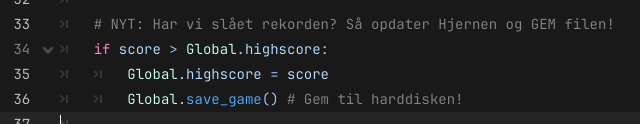 33 # NYT: Har vi slået rekorden? Så opdater Hjernen og GEM filen!
34 if score > Global.highscore:
35 Global.highscore = score
36 Global.save_game() # Gem til harddisken!
37